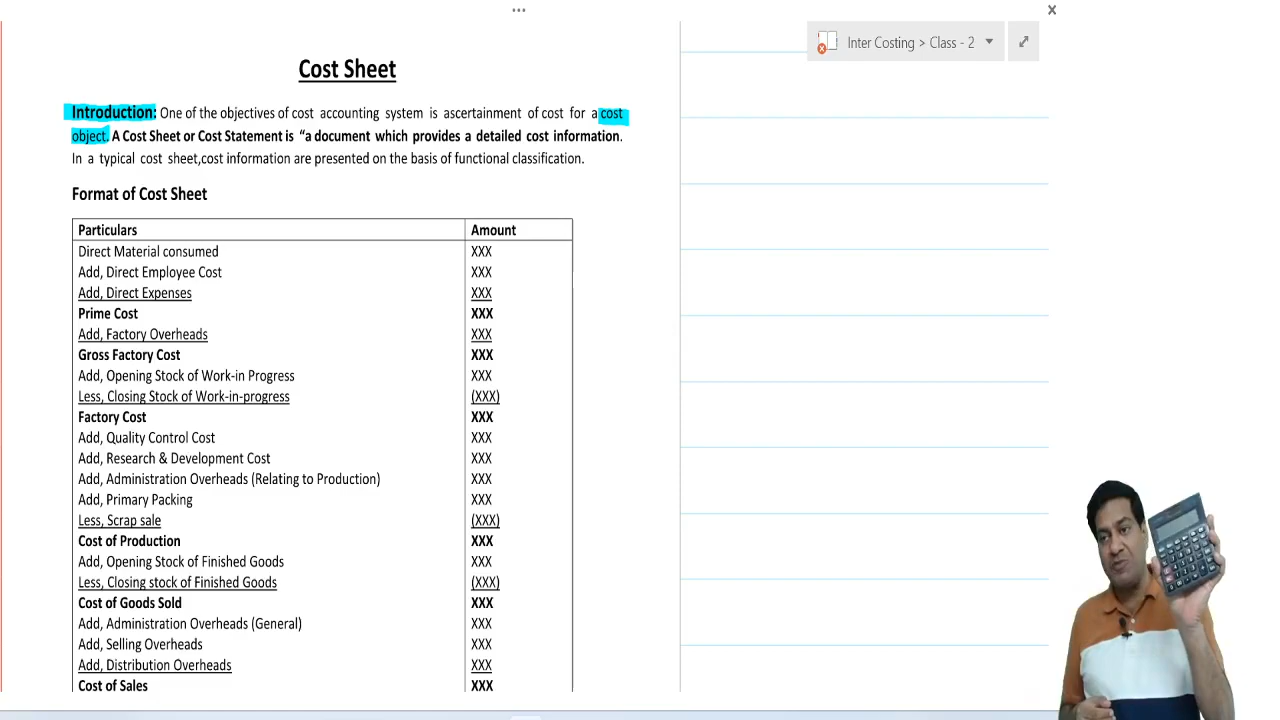 Inter Costing > Class - 2
Cost Sheet
Introduction: One of the objectives of cost accounting system is ascertainment of cost for a cost
object. A Cost Sheet or Cost Statement is “a document which provides a detailed cost information.
In a typical cost sheet,cost information are presented on the basis of functional classification.
Format of Cost Sheet
Particulars Amount
Direct Material consumed XXX
Add, Direct Employee Cost XXX
Add, Direct Expenses XXX
Prime Cost XXX
Add, Factory Overheads XXX
Gross Factory Cost XXX
Add, Opening Stock of Work-in Progress XXX
Less, Closing Stock of Work-in-progress (XXX)
Factory Cost XXX
Add, Quality Control Cost XXX
Add, Research & Development Cost XXX
Add, Administration Overheads (Relating to Production) XXX
Add, Primary Packing XXX
Less, Scrap sale (XXX)
Cost of Production XXX
Add, Opening Stock of Finished Goods XXX
Less, Closing stock of Finished Goods (XXX)
Cost of Goods Sold XXX
Add, Administration Overheads (General) XXX
Add, Selling Overheads XXX
Add, Distribution Overheads XXX
Cost of Sales XXX